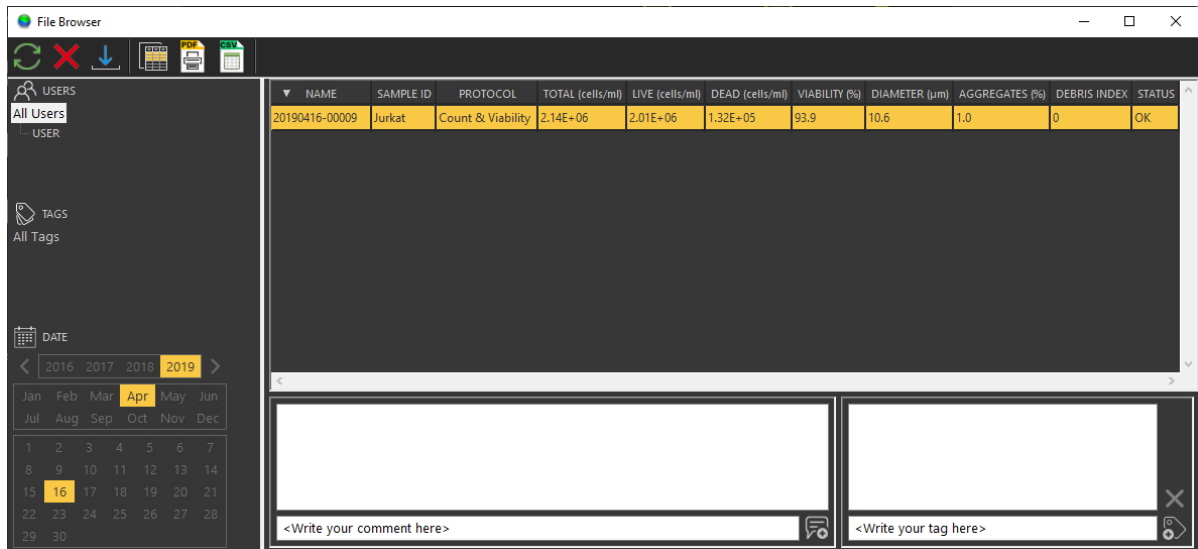 File Browser
PDF CSV
USERS
All Users
USER
TAGS
All Tags
DATE
2016 2017 2018 2019
Jan Feb Mar Apr May Jun
Jul Aug Sep Oct Nov Dec
1 2 3 4 5 6 7
8 9 10 11 12 13 14
15 16 17 18 19 20 21
22 23 24 25 26 27 28
29 30
NAME SAMPLE ID PROTOCOL TOTAL (cells/ml) LIVE (cells/ml) DEAD (cells/ml) VIABILITY (%) DIAMETER (µm) AGGREGATES (%) DEBRIS INDEX STATUS
20190416-00009 Jurkat Count & Viability 2.14E+06 2.01E+06 1.32E+05 93.9 10.6 1.0 0 OK
<Write your comment here>
<Write your tag here>